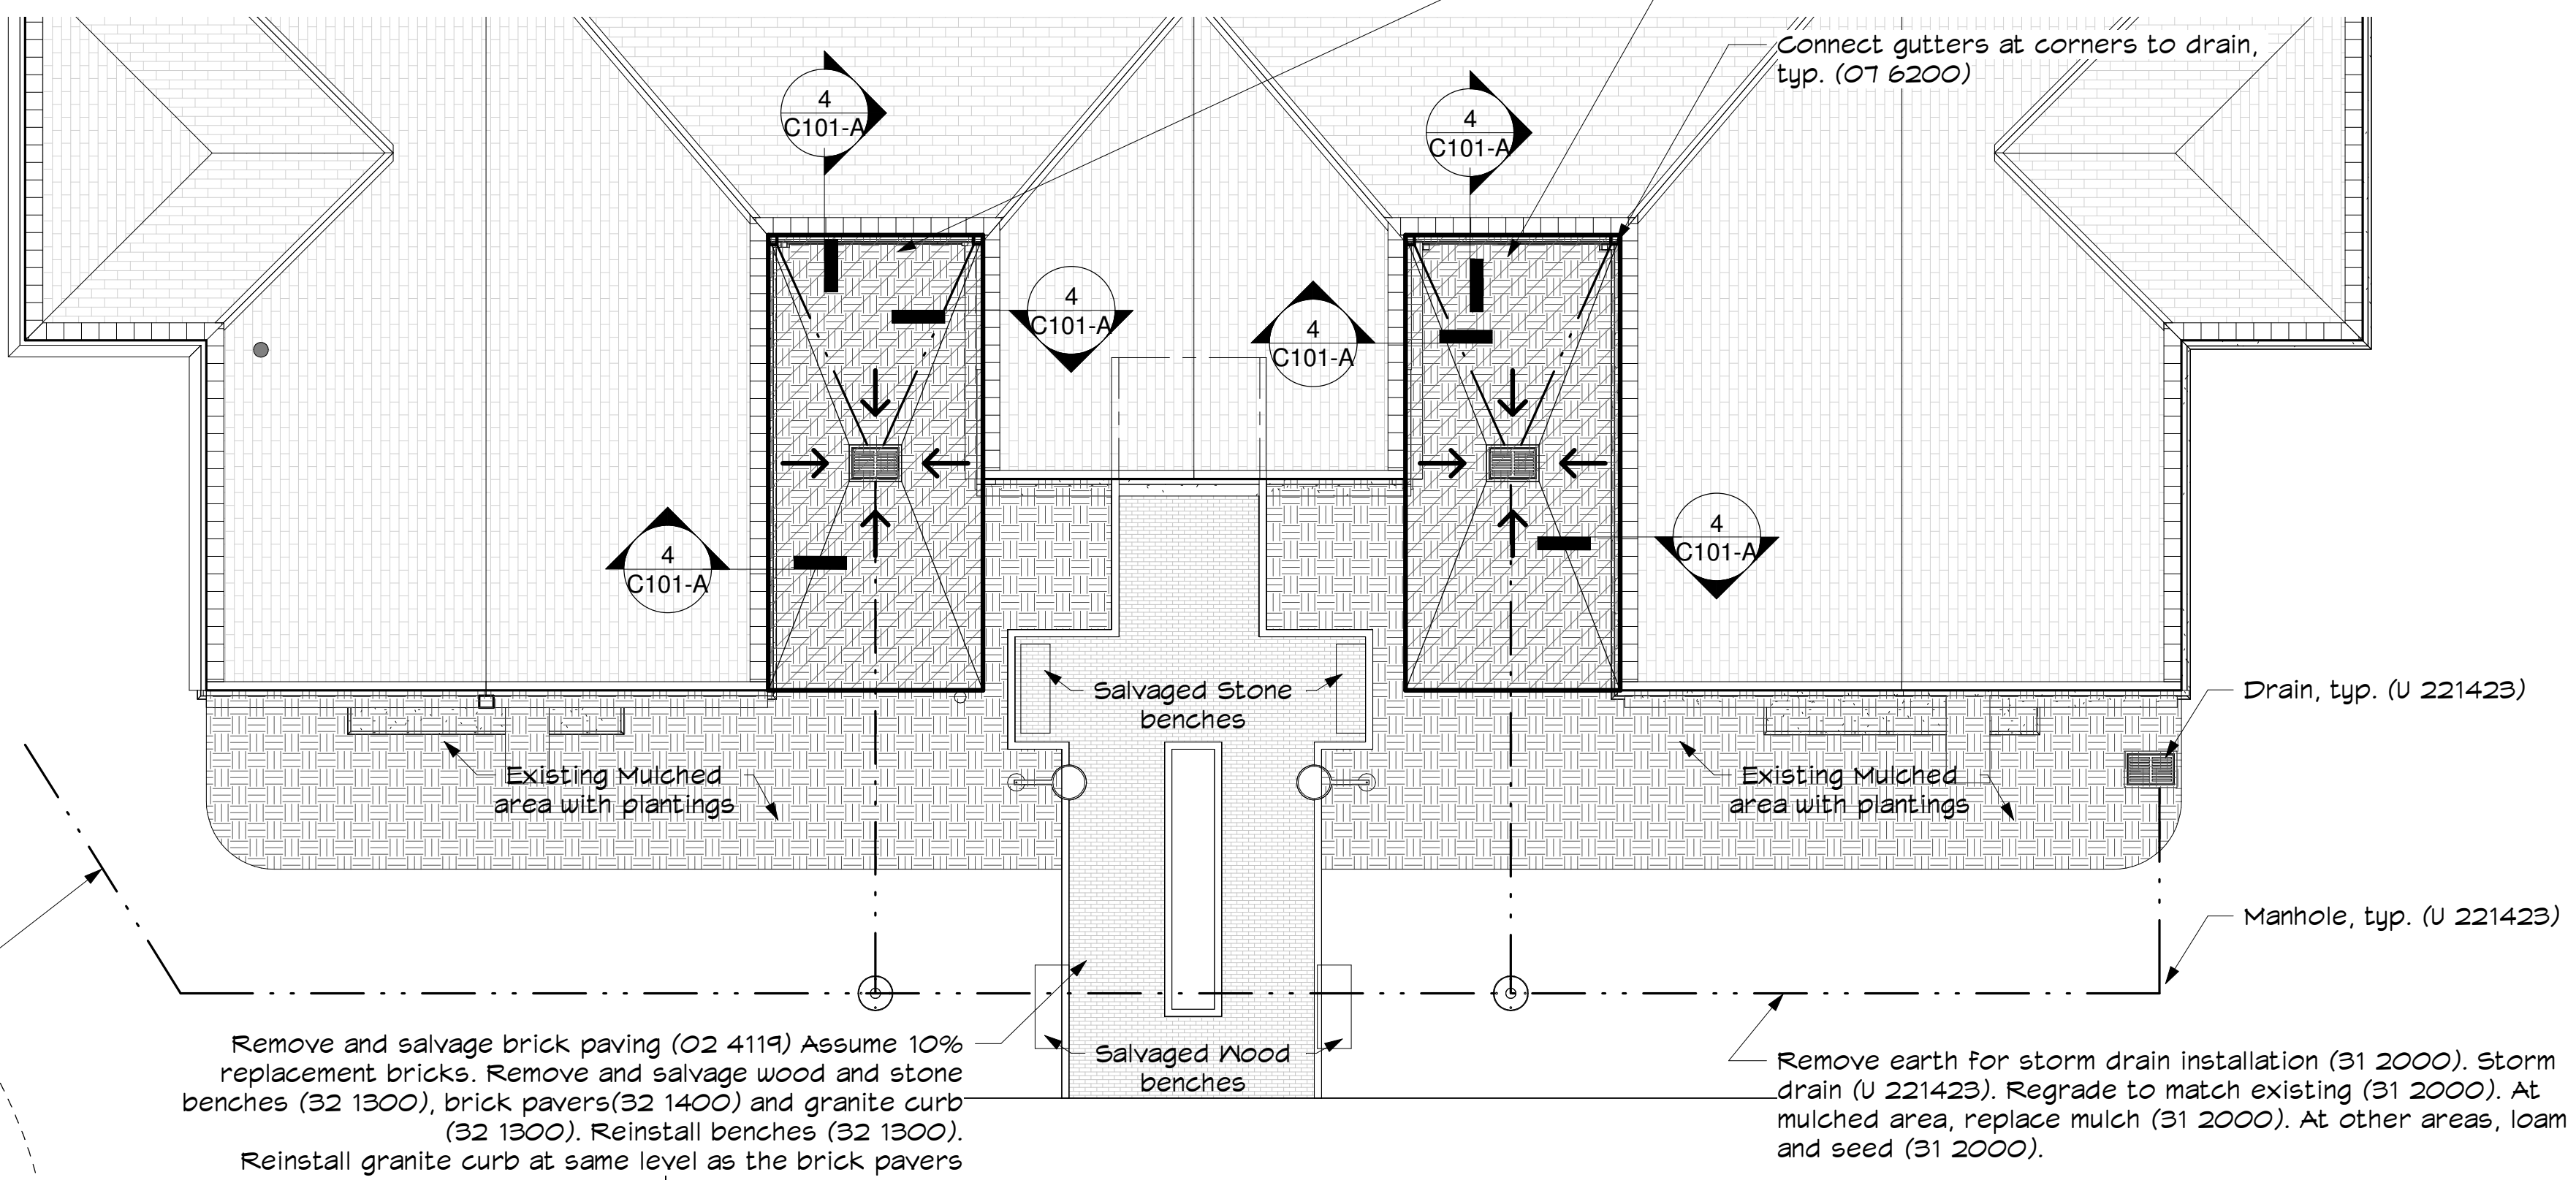 Connect gutters at corners to drain,
typ. (07 6200)
4
C101-A
4
C101-A
4
C101-A
4
C101-A
4
C101-A
4
C101-A
Salvaged Stone
benches
Drain, typ. (U 221423)
Existing Mulched
area with plantings
Existing Mulched
area with plantings
Manhole, typ. (U 221423)
Remove and salvage brick paving (02 4119) Assume 10%
replacement bricks. Remove and salvage wood and stone
benches (32 1300), brick pavers(32 1400) and granite curb
(32 1300). Reinstall benches (32 1300).
Reinstall granite curb at same level as the brick pavers
Salvaged Wood
benches
Remove earth for storm drain installation (31 2000). Storm
drain (U 221423). Regrade to match existing (31 2000). At
mulched area, replace mulch (31 2000). At other areas, loam
and seed (31 2000).